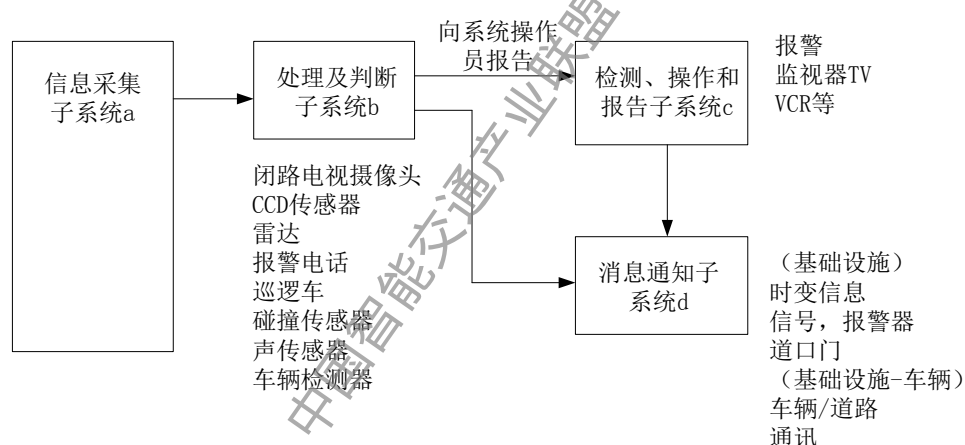 信息采集
子系统a
处理及判断
子系统b
向系统操作
员报告
检测、操作和
报告子系统c
报警
监视器TV
VCR等
闭路电视摄像头
CCD传感器
雷达
报警电话
巡逻车
碰撞传感器
声传感器
车辆检测器
消息通知子
系统d
（基础设施）
时变信息
信号，报警器
道口门
（基础设施-车辆）
车辆/道路
通讯
中国智能交通产业联盟